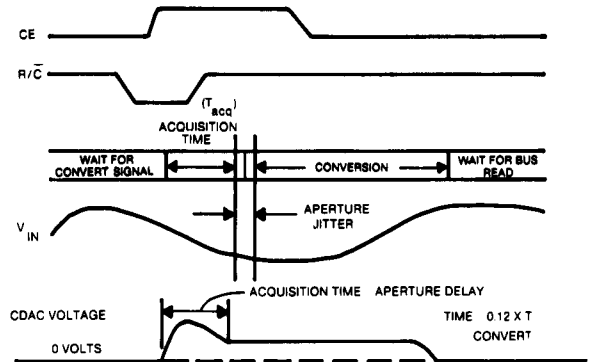 CE
R/C̅
(Tacq)
ACQUISITION
TIME
WAIT FOR
CONVERT SIGNAL
CONVERSION
WAIT FOR BUS
READ
APERTURE
JITTER
VIN
ACQUISITION TIME APERTURE DELAY
CDAC VOLTAGE
TIME 0.12 X T
CONVERT
0 VOLTS